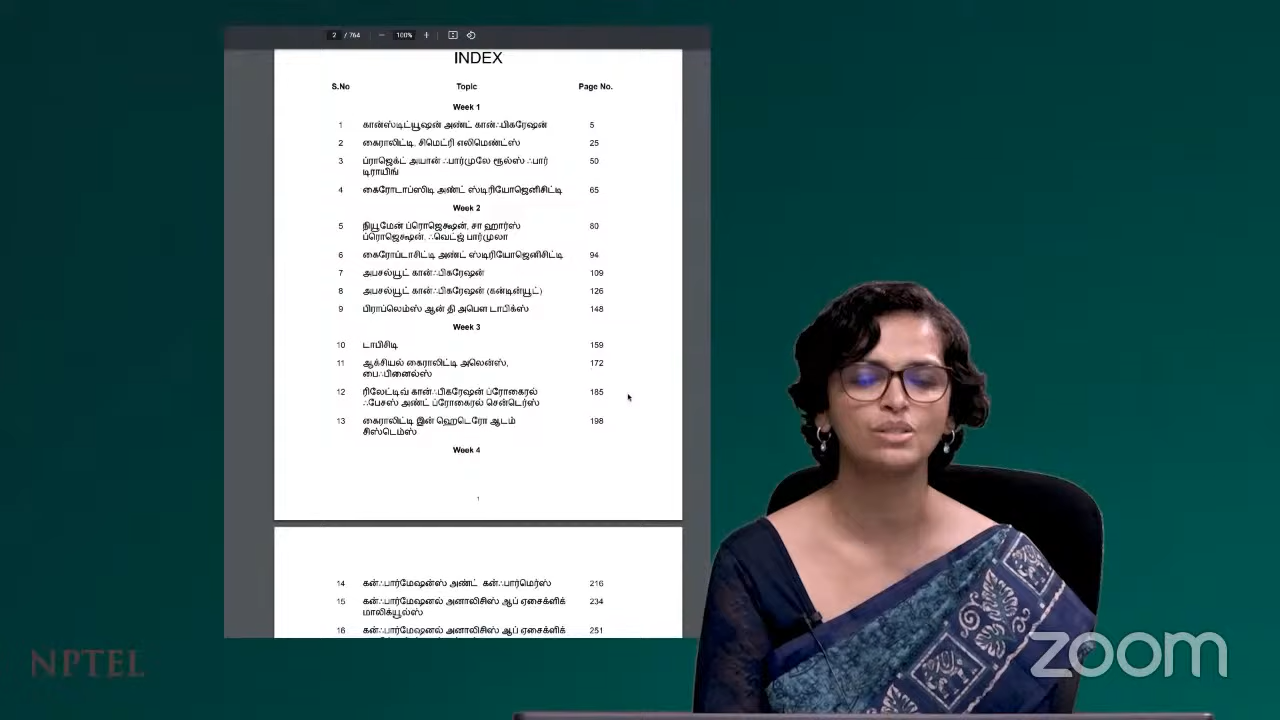 2 / 764 100%
INDEX
S.No Topic Page No.
Week 1
1 கான்ஸ்டிட்யூஷன் அண்ட் கான்ஃபிகரேஷன் 5
2 கைராலிட்டி, சிமெட்ரி எலிமெண்ட்ஸ் 25
3 ப்ராஜெக்ட் அயான் ஃபார்முலே ரூல்ஸ் ஃபார் 50
டிராயிங்
4 கைரோடாப்ஸிடி அண்ட் ஸ்டிரியோஜெனிசிட்டி 65
Week 2
5 நியூமேன் ப்ரொஜெக்ஷன், சா ஹார்ஸ் 80
ப்ரொஜெக்ஷன், ஃவெட்ஜ் பார்முலா
6 கைரோப்டாசிட்டி அண்ட் ஸ்டிரியோஜெனிசிட்டி 94
7 அபசல்யூட் கான்ஃபிகரேஷன் 109
8 அபசல்யூட் கான்ஃபிகரேஷன் (கன்டின்யூட்) 126
9 பிராப்லெம்ஸ் ஆன் தி அபௌ டாபிக்ஸ் 148
Week 3
10 டாபிசிடி 159
11 ஆக்சியல் கைராலிட்டி அலென்ஸ், 172
பைஃபினைல்ஸ்
12 ரிலேட்டிவ் கான்ஃபிகரேஷன் ப்ரோகைரல் 185
ஃபேசஸ் அண்ட் ப்ரோகைரல் சென்டெர்ஸ்
13 கைராலிட்டி இன் ஹெடெரோ ஆடம் 198
சிஸ்டெம்ஸ்
Week 4
1
14 கன்ஃபார்மேஷன்ஸ் அண்ட் கன்ஃபார்மெர்ஸ் 216
15 கன்ஃபார்மேஷனல் அனாலிசிஸ் ஆப் ஏசைக்ளிக் 234
மாலிக்யூல்ஸ்
16 கன்ஃபார்மேஷனல் அனாலிசிஸ் ஆப் ஏசைக்ளிக் 251
NPTEL
zoom